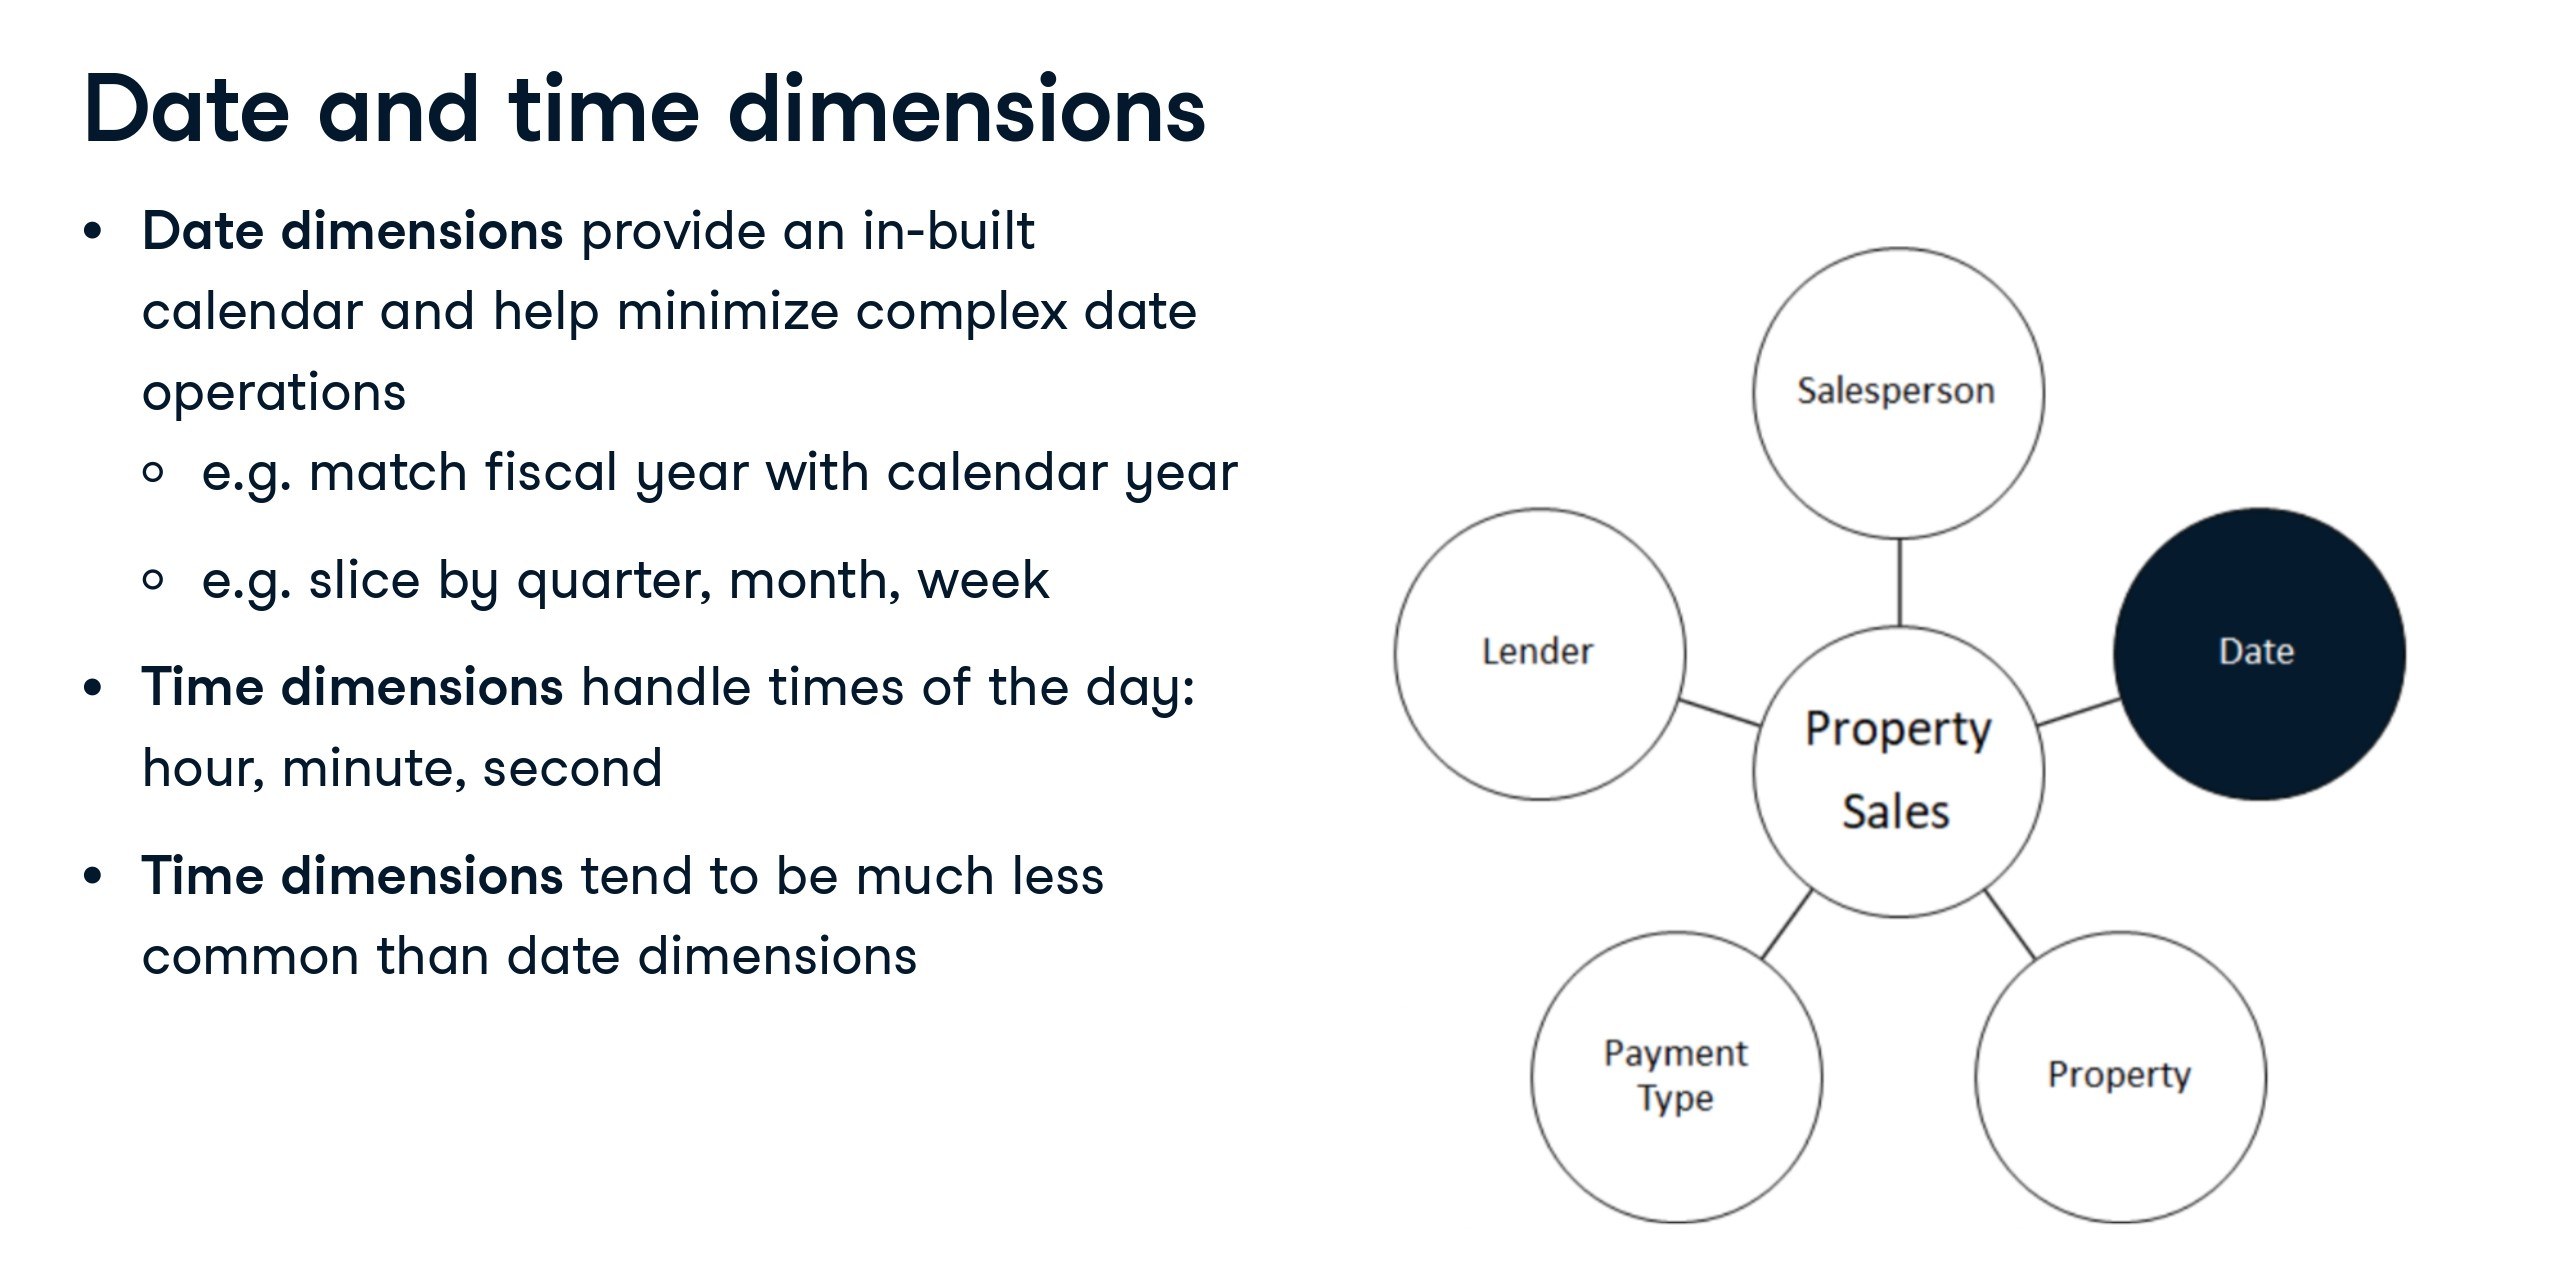 Date and time dimensions
• Date dimensions provide an in-built
calendar and help minimize complex date
operations
○ e.g. match fiscal year with calendar year
○ e.g. slice by quarter, month, week
• Time dimensions handle times of the day:
hour, minute, second
• Time dimensions tend to be much less
common than date dimensions
Salesperson
Lender
Date
Property
Sales
Payment
Type
Property